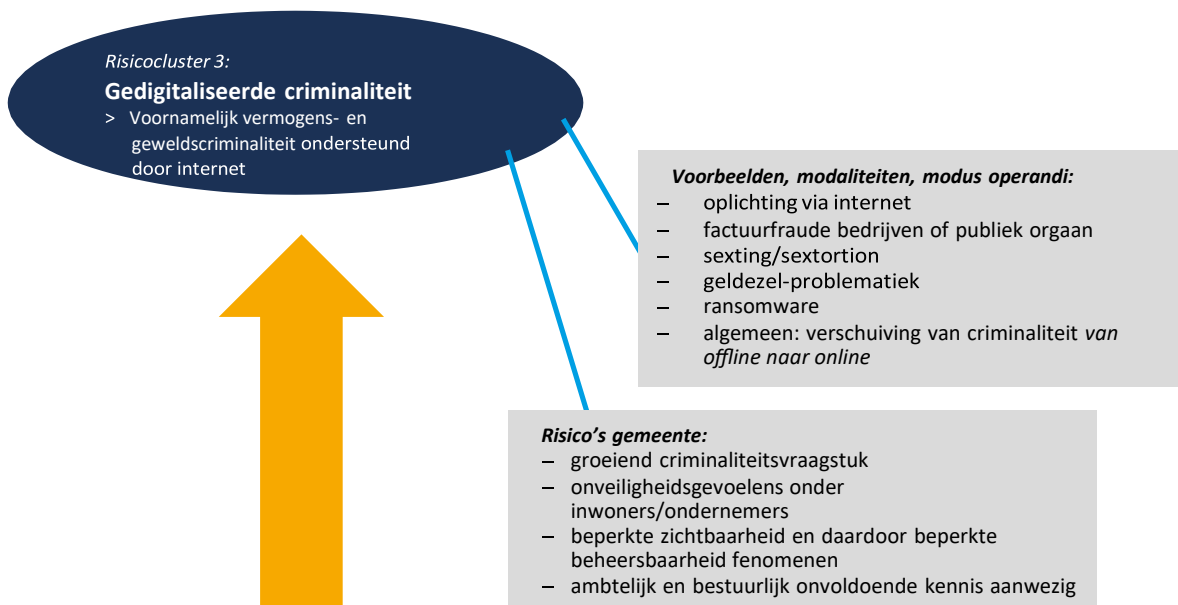 Risicocluster 3:
Gedigitaliseerde criminaliteit
> Voornamelijk vermogens- en
geweldscriminaliteit ondersteund
door internet
Voorbeelden, modaliteiten, modus operandi:
– oplichting via internet
– factuurfraude bedrijven of publiek orgaan
– sexting/sextortion
– geldezel-problematiek
– ransomware
– algemeen: verschuiving van criminaliteit van
offline naar online
Risico’s gemeente:
– groeiend criminaliteitsvraagstuk
– onveiligheidsgevoelens onder
inwoners/ondernemers
– beperkte zichtbaarheid en daardoor beperkte
beheersbaarheid fenomenen
– ambtelijk en bestuurlijk onvoldoende kennis aanwezig